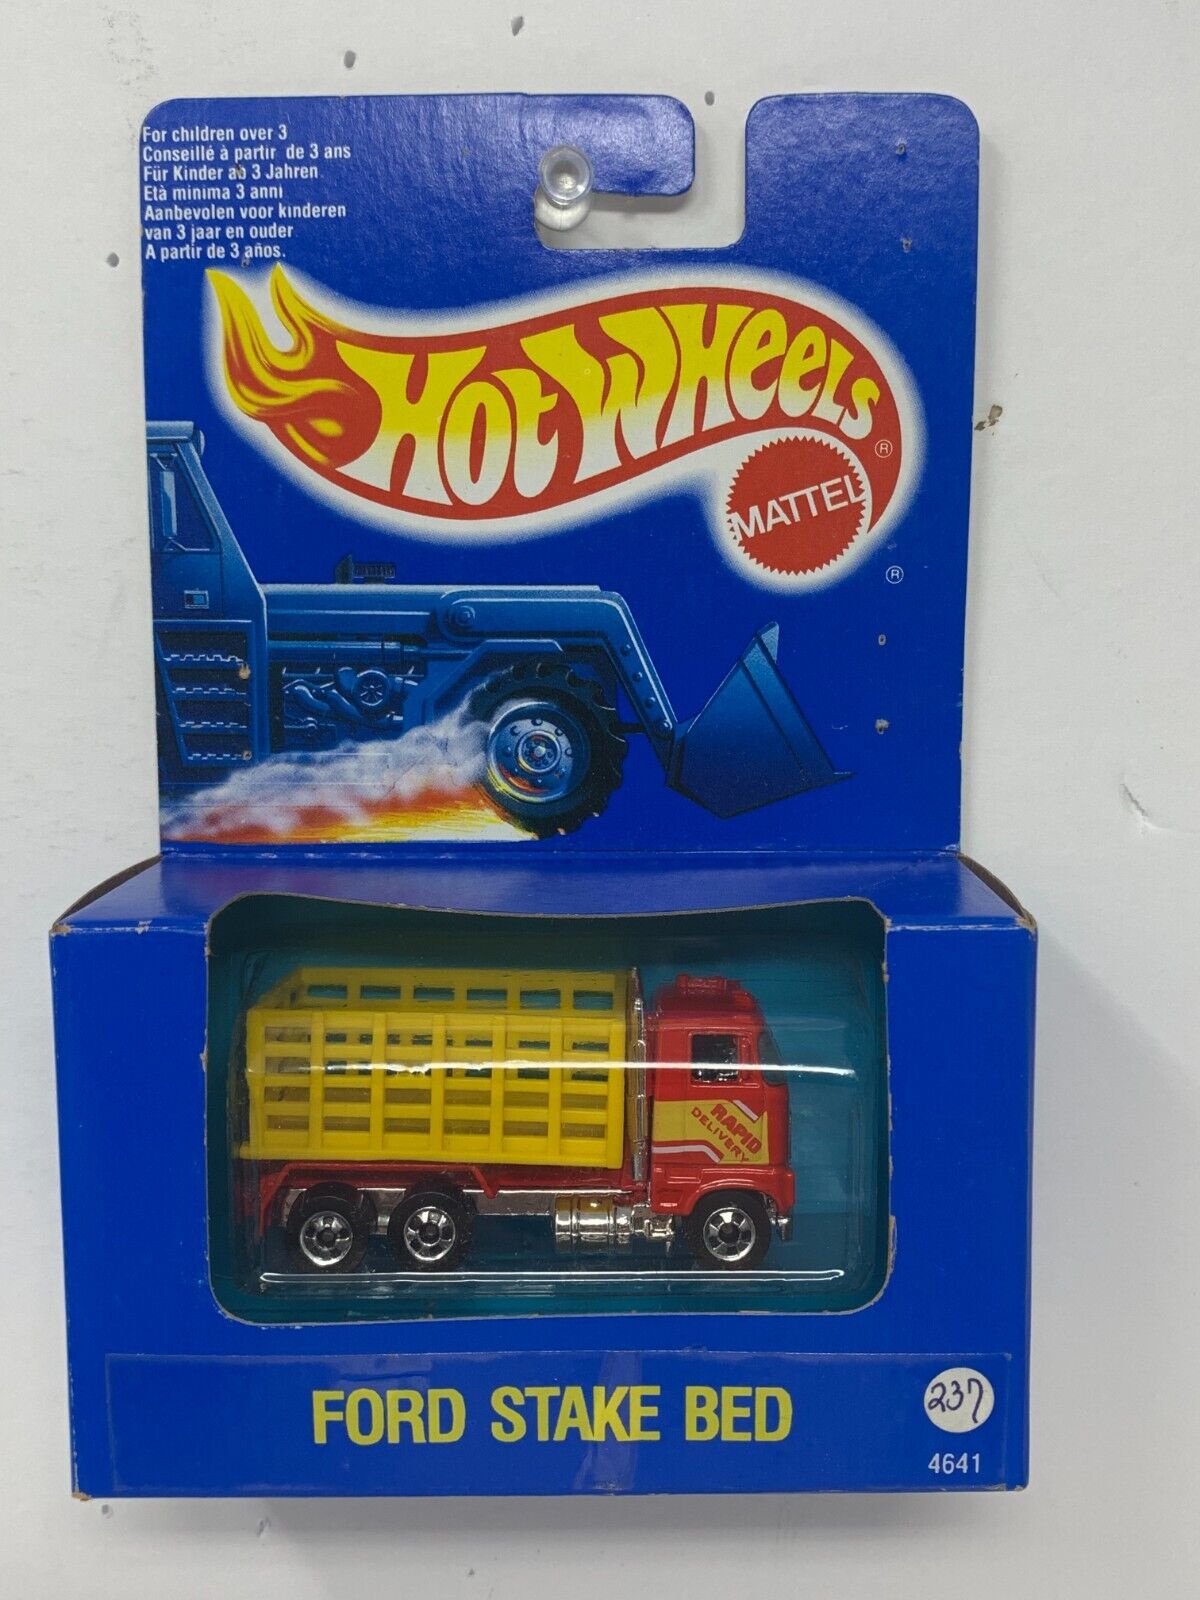 For children over 3
Conseillé à partir de 3 ans
Für Kinder ab 3 Jahren
Età minima 3 anni
Aanbevolen voor kinderen
van 3 jaar en ouder
A partir de 3 años.
HOT WHEELS ®
MATTEL
®
RAPID
DELIVERY
FORD STAKE BED
237
4641